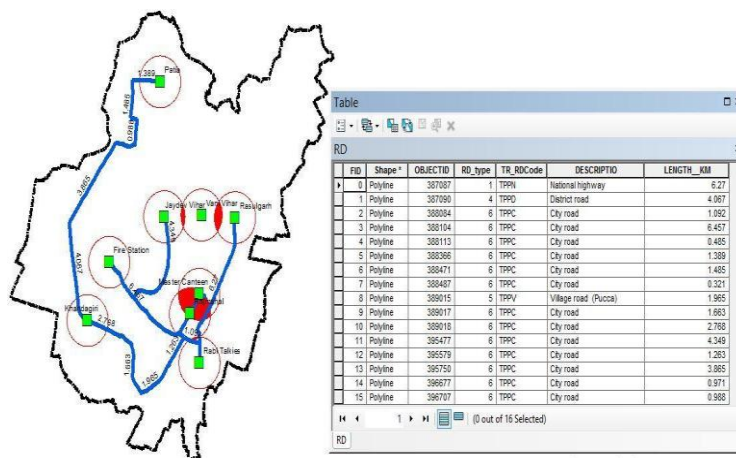 Patia
1.389
1.485
0.988
3.865
Jaydev Vihar
Vani Vihar
Rasulgarh
4.349
Fire Station
4.067
6.457
6.27
Master Canteen
Khandagiri
2.768
1.263
1.663
1.965
Rabi Talkies
Table
RD
FID Shape * OBJECTID RD_type TR_RDCode DESCRIPTIO LENGTH__KM
0 Polyline 387087 1 TPPN National highway 6.27
1 Polyline 387090 4 TPPD District road 4.067
2 Polyline 388084 6 TPPC City road 1.092
3 Polyline 388104 6 TPPC City road 6.457
4 Polyline 388113 6 TPPC City road 0.485
5 Polyline 388366 6 TPPC City road 1.389
6 Polyline 388471 6 TPPC City road 1.485
7 Polyline 388487 6 TPPC City road 0.321
8 Polyline 389015 5 TPPV Village road (Pucca) 1.965
9 Polyline 389017 6 TPPC City road 1.663
10 Polyline 389018 6 TPPC City road 2.768
11 Polyline 395477 6 TPPC City road 4.349
12 Polyline 395579 6 TPPC City road 1.263
13 Polyline 395750 6 TPPC City road 3.865
14 Polyline 396677 6 TPPC City road 0.971
15 Polyline 396707 6 TPPC City road 0.988
1 (0 out of 16 Selected)
RD